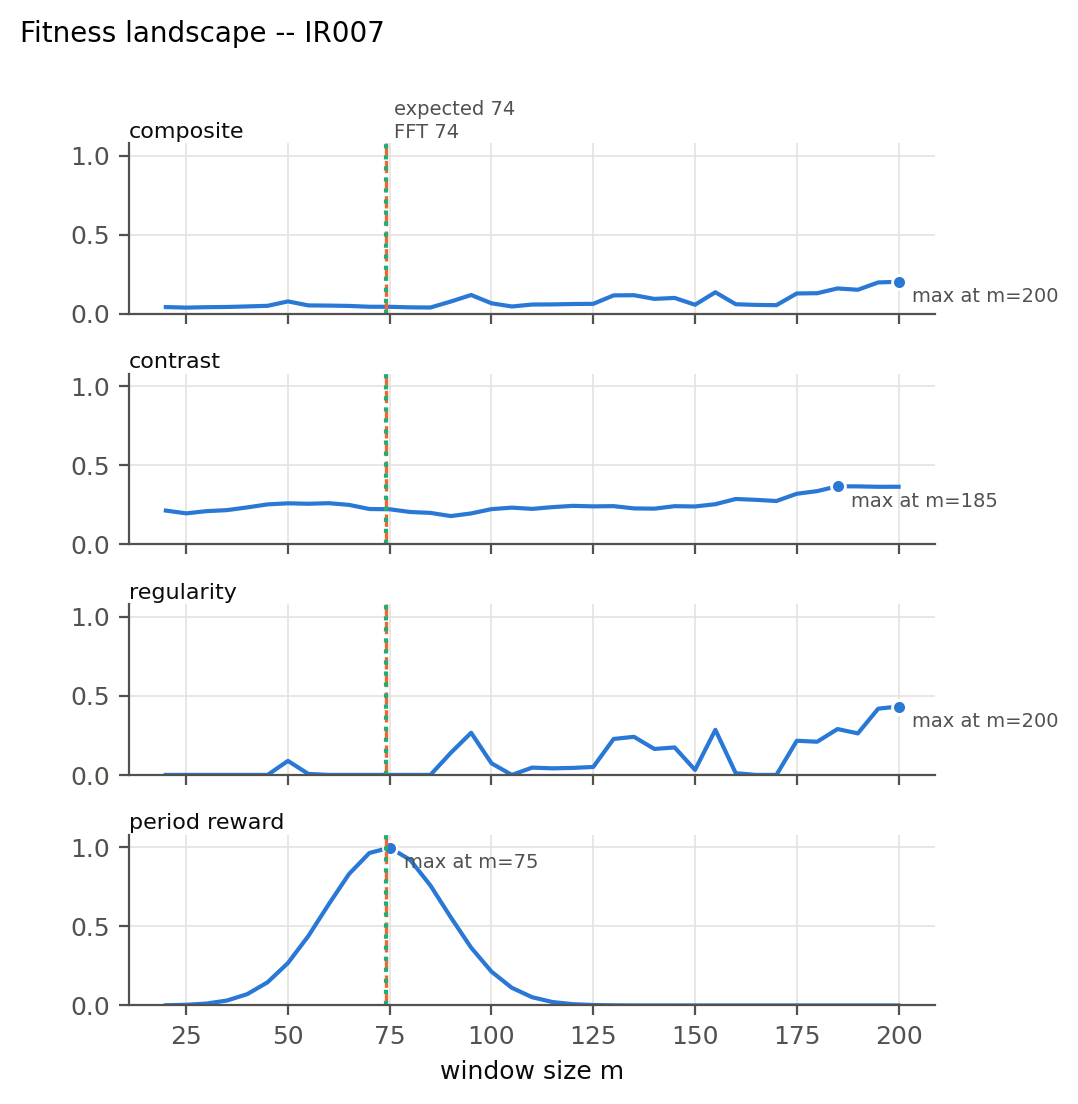 Fitness landscape -- IR007
expected 74
FFT 74
composite
1.0
0.5
0.0
max at m=200
contrast
1.0
0.5
0.0
max at m=185
regularity
1.0
0.5
0.0
max at m=200
period reward
1.0
0.5
0.0
max at m=75
25 50 75 100 125 150 175 200
window size m